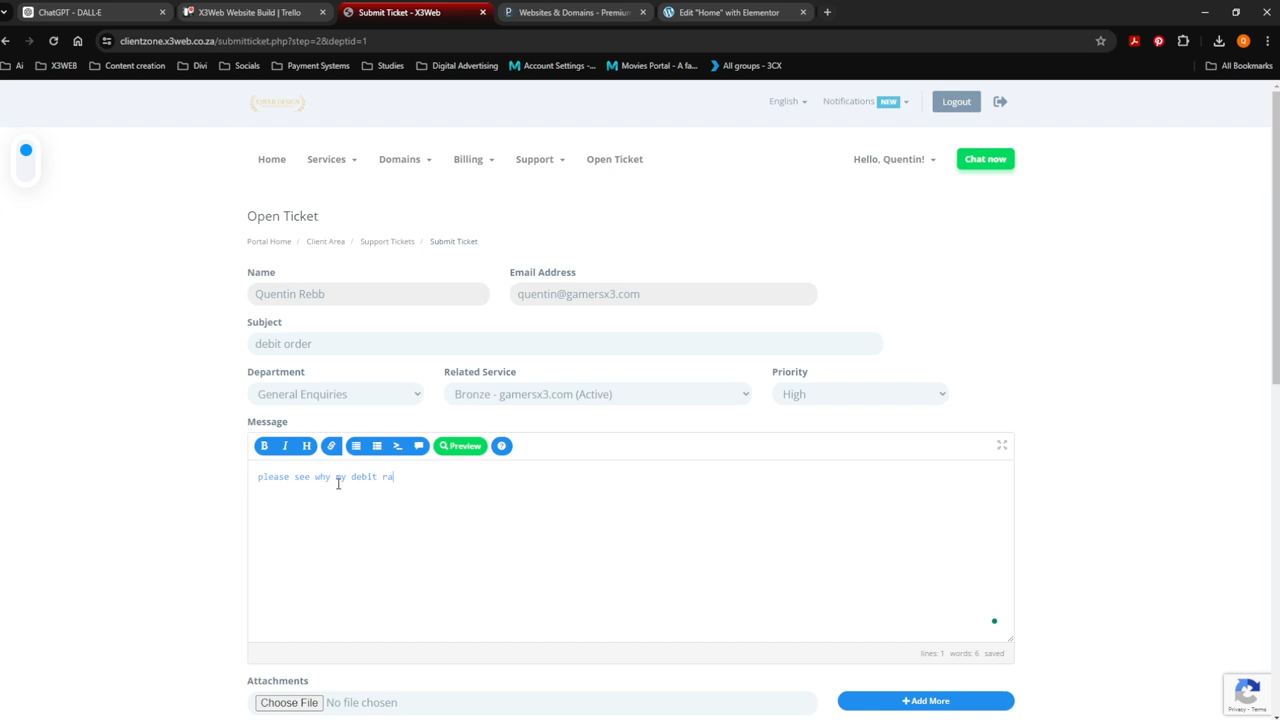 ChatGPT - DALL-E
X3Web Website Build | Trello
Submit Ticket - X3Web
Websites & Domains - Premium
Edit "Home" with Elementor
clientzone.x3web.co.za/submitticket.php?step=2&deptid=1
Ai
X3WEB
Content creation
Divi
Socials
Payment Systems
Studies
Digital Advertising
Account Setting -...
Movies Portal - A fa...
All groups - 3CX
All Bookmarks
English
Notifications NEW
Logout
Home
Services
Domains
Billing
Support
Open Ticket
Hello, Quentin!
Chat now
Open Ticket
Portal Home / Client Area / Support Tickets / Submit Ticket
Name
Email Address
Quentin Rebb
quentin@gamersx3.com
Subject
debit order
Department
Related Service
Priority
General Enquiries
Bronze - gamersx3.com (Active)
High
Message
B I H
Preview
please see why my debit ra
lines: 1 words: 6 saved
Attachments
Choose File No file chosen
+ Add More
Privacy - Terms